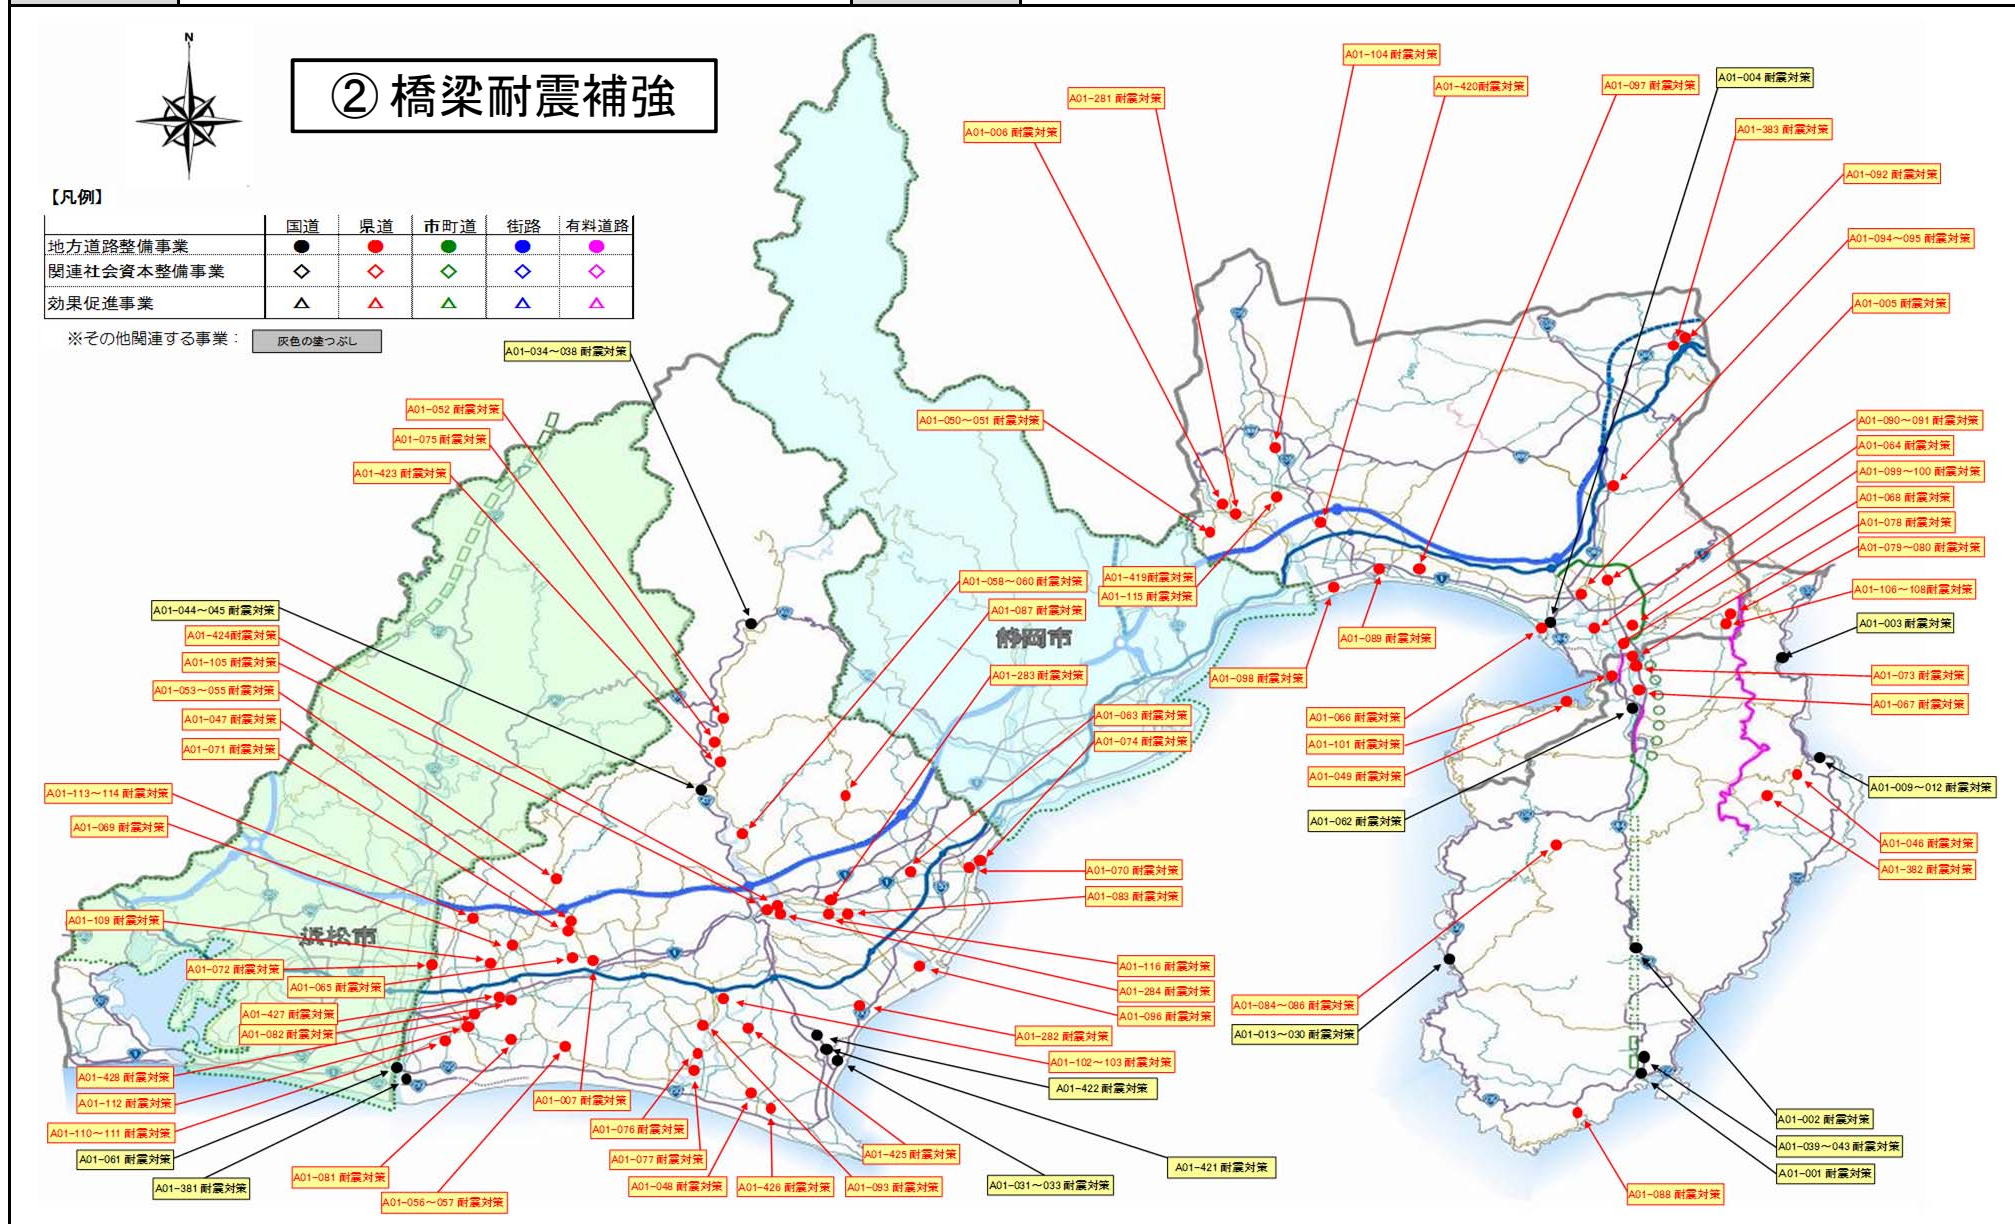 N
② 橋梁耐震補強
【凡例】
国道 県道 市町道 街路 有料道路
地方道路整備事業
関連社会資本整備事業
効果促進事業
※その他関連する事業： 灰色の塗つぶし
A01-104 耐震対策
A01-281 耐震対策
A01-420耐震対策
A01-097 耐震対策
A01-004 耐震対策
A01-006 耐震対策
A01-383 耐震対策
A01-092 耐震対策
A01-094～095 耐震対策
A01-005 耐震対策
A01-034～038 耐震対策
A01-052 耐震対策
A01-075 耐震対策
A01-423 耐震対策
A01-050～051 耐震対策
A01-090～091 耐震対策
A01-064 耐震対策
A01-099～100 耐震対策
A01-068 耐震対策
A01-078 耐震対策
A01-079～080 耐震対策
A01-106～108耐震対策
A01-003 耐震対策
A01-058～060 耐震対策
A01-419耐震対策
A01-115 耐震対策
A01-087 耐震対策
静岡市
A01-089 耐震対策
A01-098 耐震対策
A01-283 耐震対策
A01-073 耐震対策
A01-067 耐震対策
A01-044～045 耐震対策
A01-424耐震対策
A01-105 耐震対策
A01-053～055 耐震対策
A01-047 耐震対策
A01-071 耐震対策
A01-063 耐震対策
A01-074 耐震対策
A01-066 耐震対策
A01-101 耐震対策
A01-049 耐震対策
A01-062 耐震対策
A01-009～012 耐震対策
A01-046 耐震対策
A01-382 耐震対策
A01-113～114 耐震対策
A01-069 耐震対策
A01-070 耐震対策
A01-083 耐震対策
A01-109 耐震対策
浜松市
A01-072 耐震対策
A01-065 耐震対策
A01-427 耐震対策
A01-082 耐震対策
A01-116 耐震対策
A01-284 耐震対策
A01-096 耐震対策
A01-084～086 耐震対策
A01-013～030 耐震対策
A01-282 耐震対策
A01-102～103 耐震対策
A01-422 耐震対策
A01-428 耐震対策
A01-112 耐震対策
A01-110～111 耐震対策
A01-061 耐震対策
A01-381 耐震対策
A01-007 耐震対策
A01-076 耐震対策
A01-077 耐震対策
A01-081 耐震対策
A01-056～057 耐震対策
A01-048 耐震対策
A01-426 耐震対策
A01-093 耐震対策
A01-425 耐震対策
A01-031～033 耐震対策
A01-421 耐震対策
A01-002 耐震対策
A01-039～043 耐震対策
A01-001 耐震対策
A01-088 耐震対策